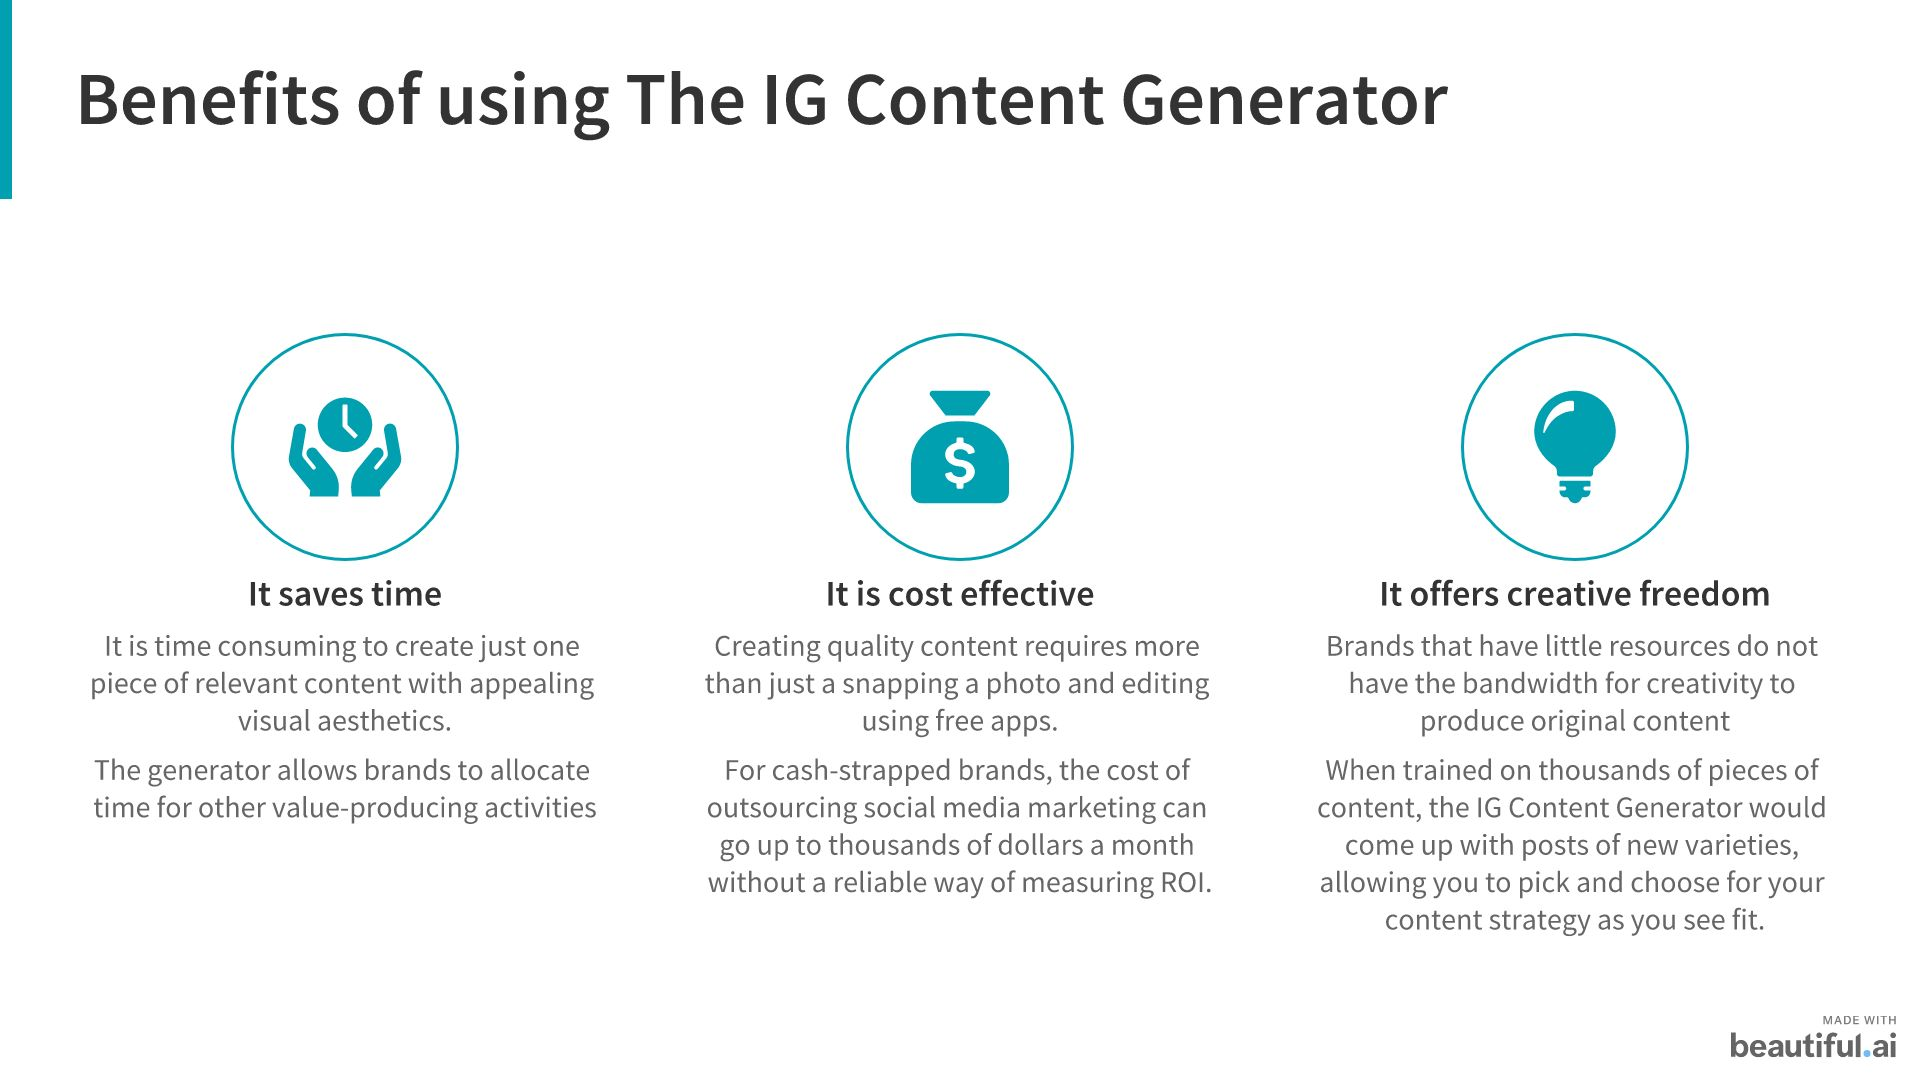 Benefits of using The IG Content Generator
$
It saves time
It is time consuming to create just one
piece of relevant content with appealing
visual aesthetics.
The generator allows brands to allocate
time for other value-producing activities
It is cost effective
Creating quality content requires more
than just a snapping a photo and editing
using free apps.
For cash-strapped brands, the cost of
outsourcing social media marketing can
go up to thousands of dollars a month
without a reliable way of measuring ROI.
It offers creative freedom
Brands that have little resources do not
have the bandwidth for creativity to
produce original content
When trained on thousands of pieces of
content, the IG Content Generator would
come up with posts of new varieties,
allowing you to pick and choose for your
content strategy as you see fit.
MADE WITH
beautiful.ai